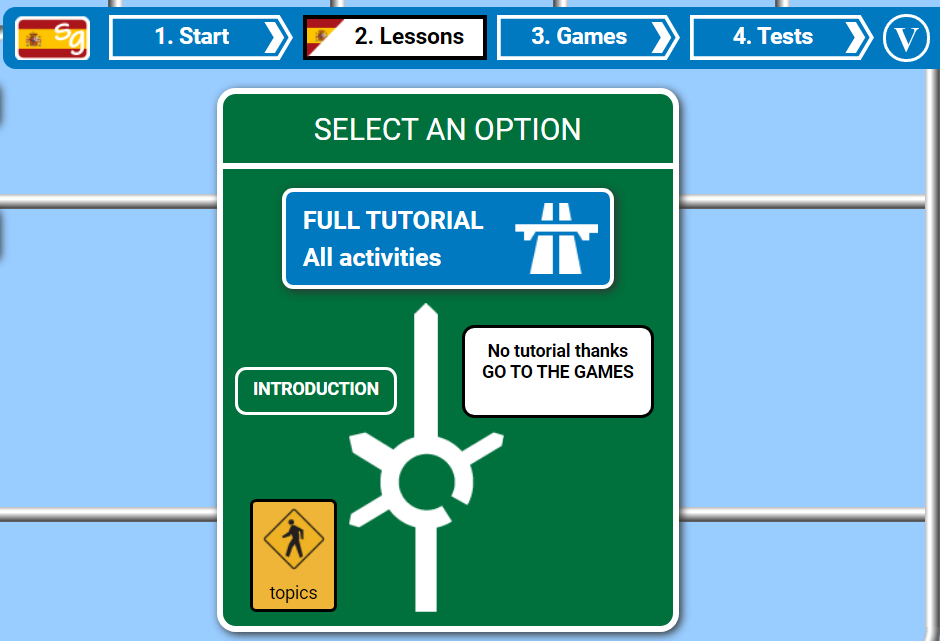 Sg
1. Start
2. Lessons
3. Games
4. Tests
V
SELECT AN OPTION
FULL TUTORIAL
All activities
No tutorial thanks
GO TO THE GAMES
INTRODUCTION
topics